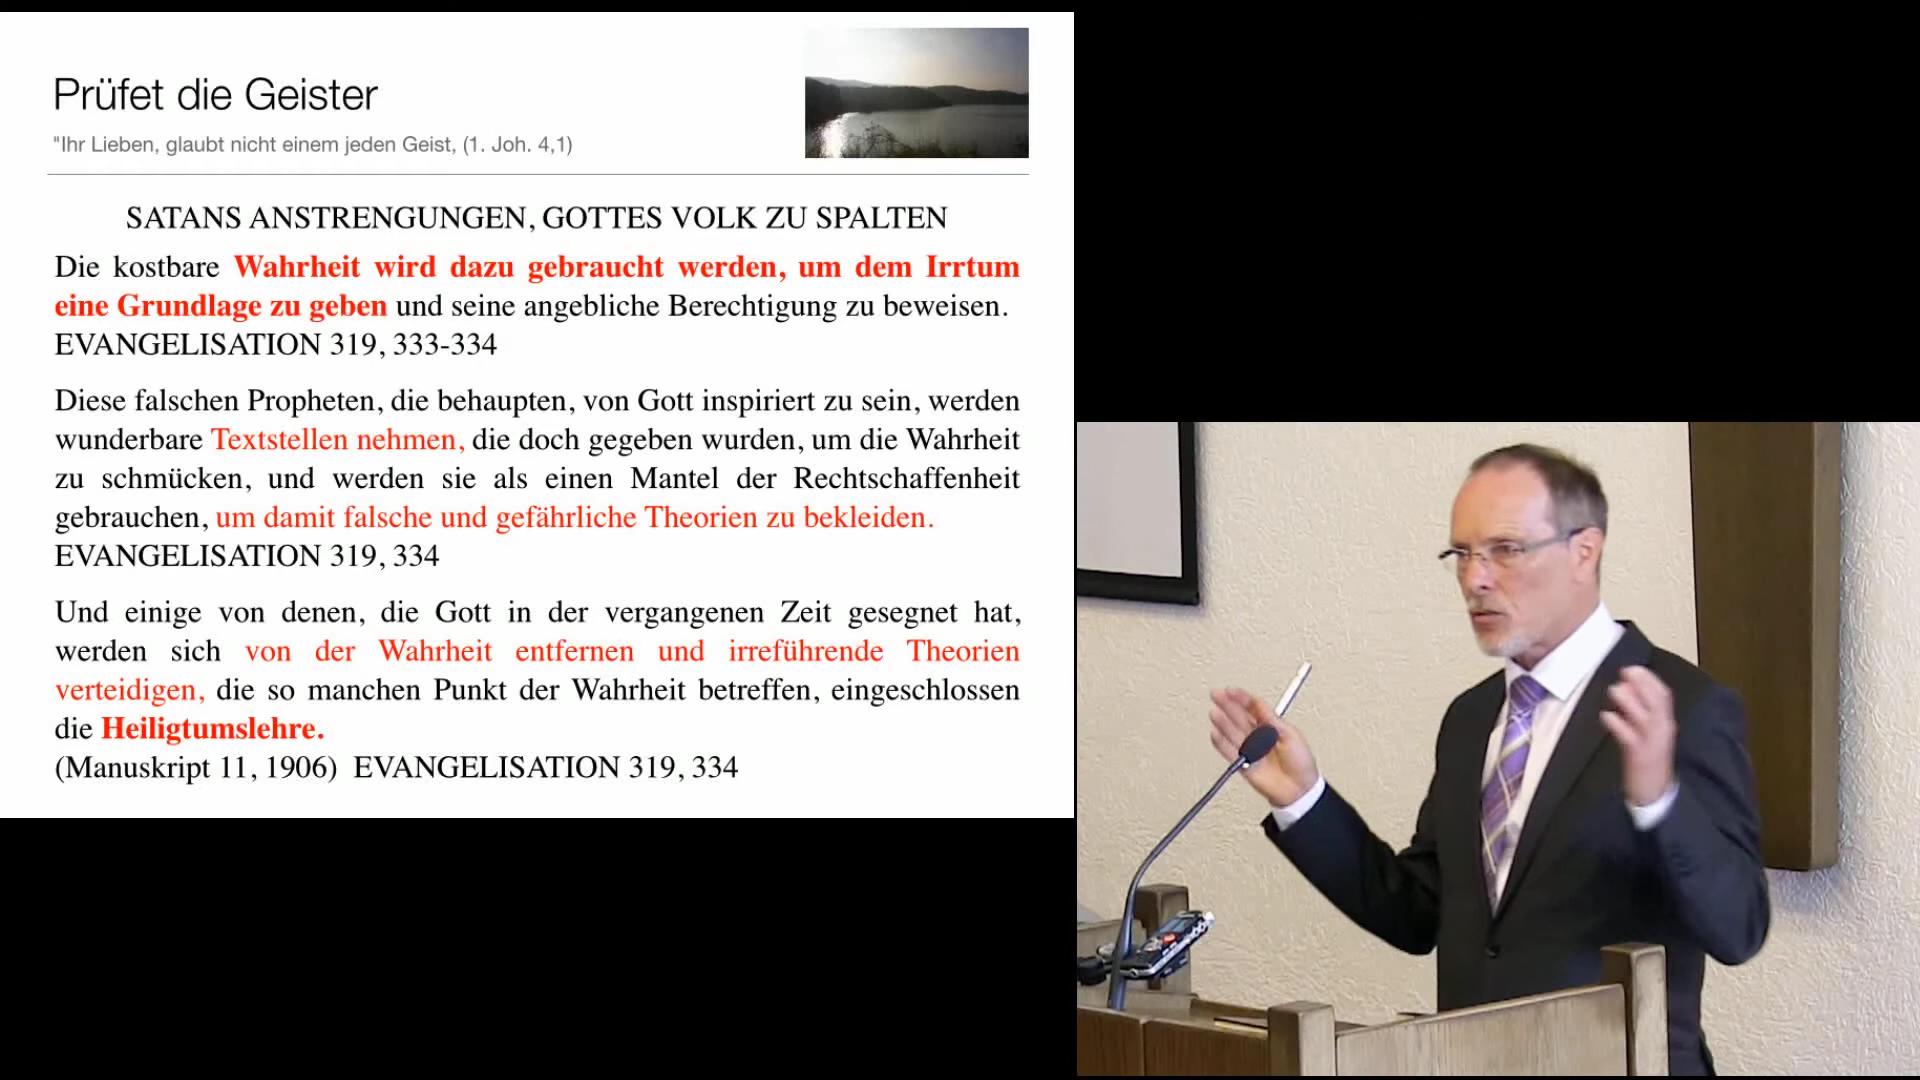 Prüfet die Geister
"Ihr Lieben, glaubt nicht einem jeden Geist, (1. Joh. 4,1)
SATANS ANSTRENGUNGEN, GOTTES VOLK ZU SPALTEN
Die kostbare Wahrheit wird dazu gebraucht werden, um dem Irrtum
eine Grundlage zu geben und seine angebliche Berechtigung zu beweisen.
EVANGELISATION 319, 333-334
Diese falschen Propheten, die behaupten, von Gott inspiriert zu sein, werden
wunderbare Textstellen nehmen, die doch gegeben wurden, um die Wahrheit
zu schmücken, und werden sie als einen Mantel der Rechtschaffenheit
gebrauchen, um damit falsche und gefährliche Theorien zu bekleiden.
EVANGELISATION 319, 334
Und einige von denen, die Gott in der vergangenen Zeit gesegnet hat,
werden sich von der Wahrheit entfernen und irreführende Theorien
verteidigen, die so manchen Punkt der Wahrheit betreffen, eingeschlossen
die Heiligtumslehre.
(Manuskript 11, 1906) EVANGELISATION 319, 334